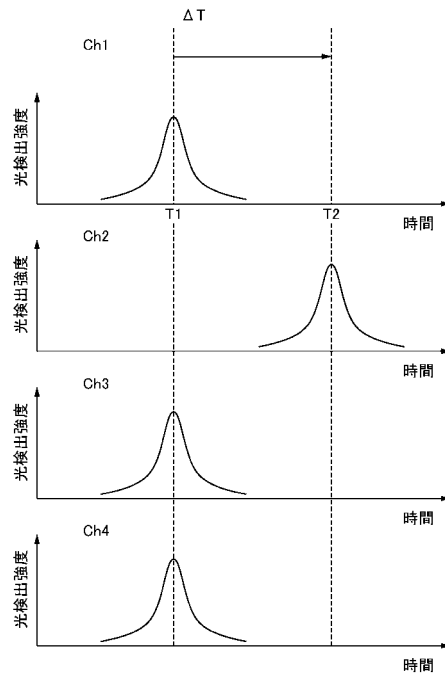 ΔT
Ch1
光検出強度
T1
T2
時間
Ch2
光検出強度
時間
Ch3
光検出強度
時間
Ch4
光検出強度
時間